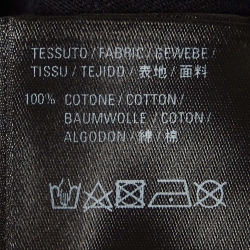 TESSUTO / FABRIC / GEWEBE /
TISSU / TEJIDO / 表地 / 面料
100% COTONE / COTTON /
BAUMWOLLE / COTON /
ALGODON / 綿 / 棉